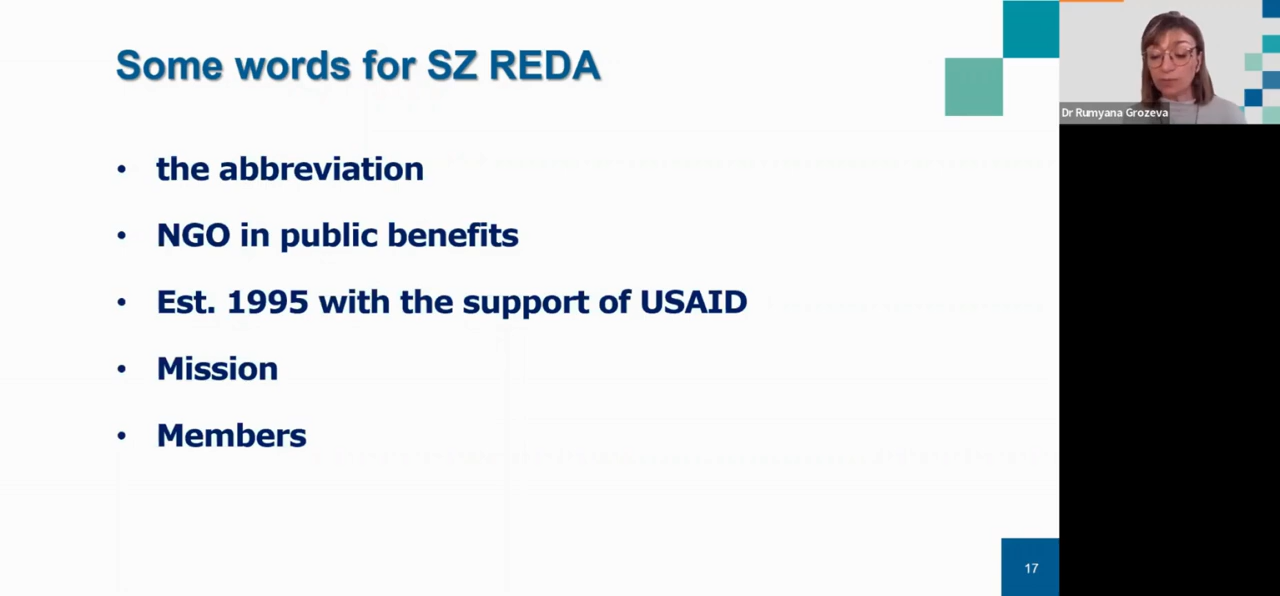 Some words for SZ REDA
• the abbreviation
• NGO in public benefits
• Est. 1995 with the support of USAID
• Mission
• Members
17
Dr Rumyana Grozeva